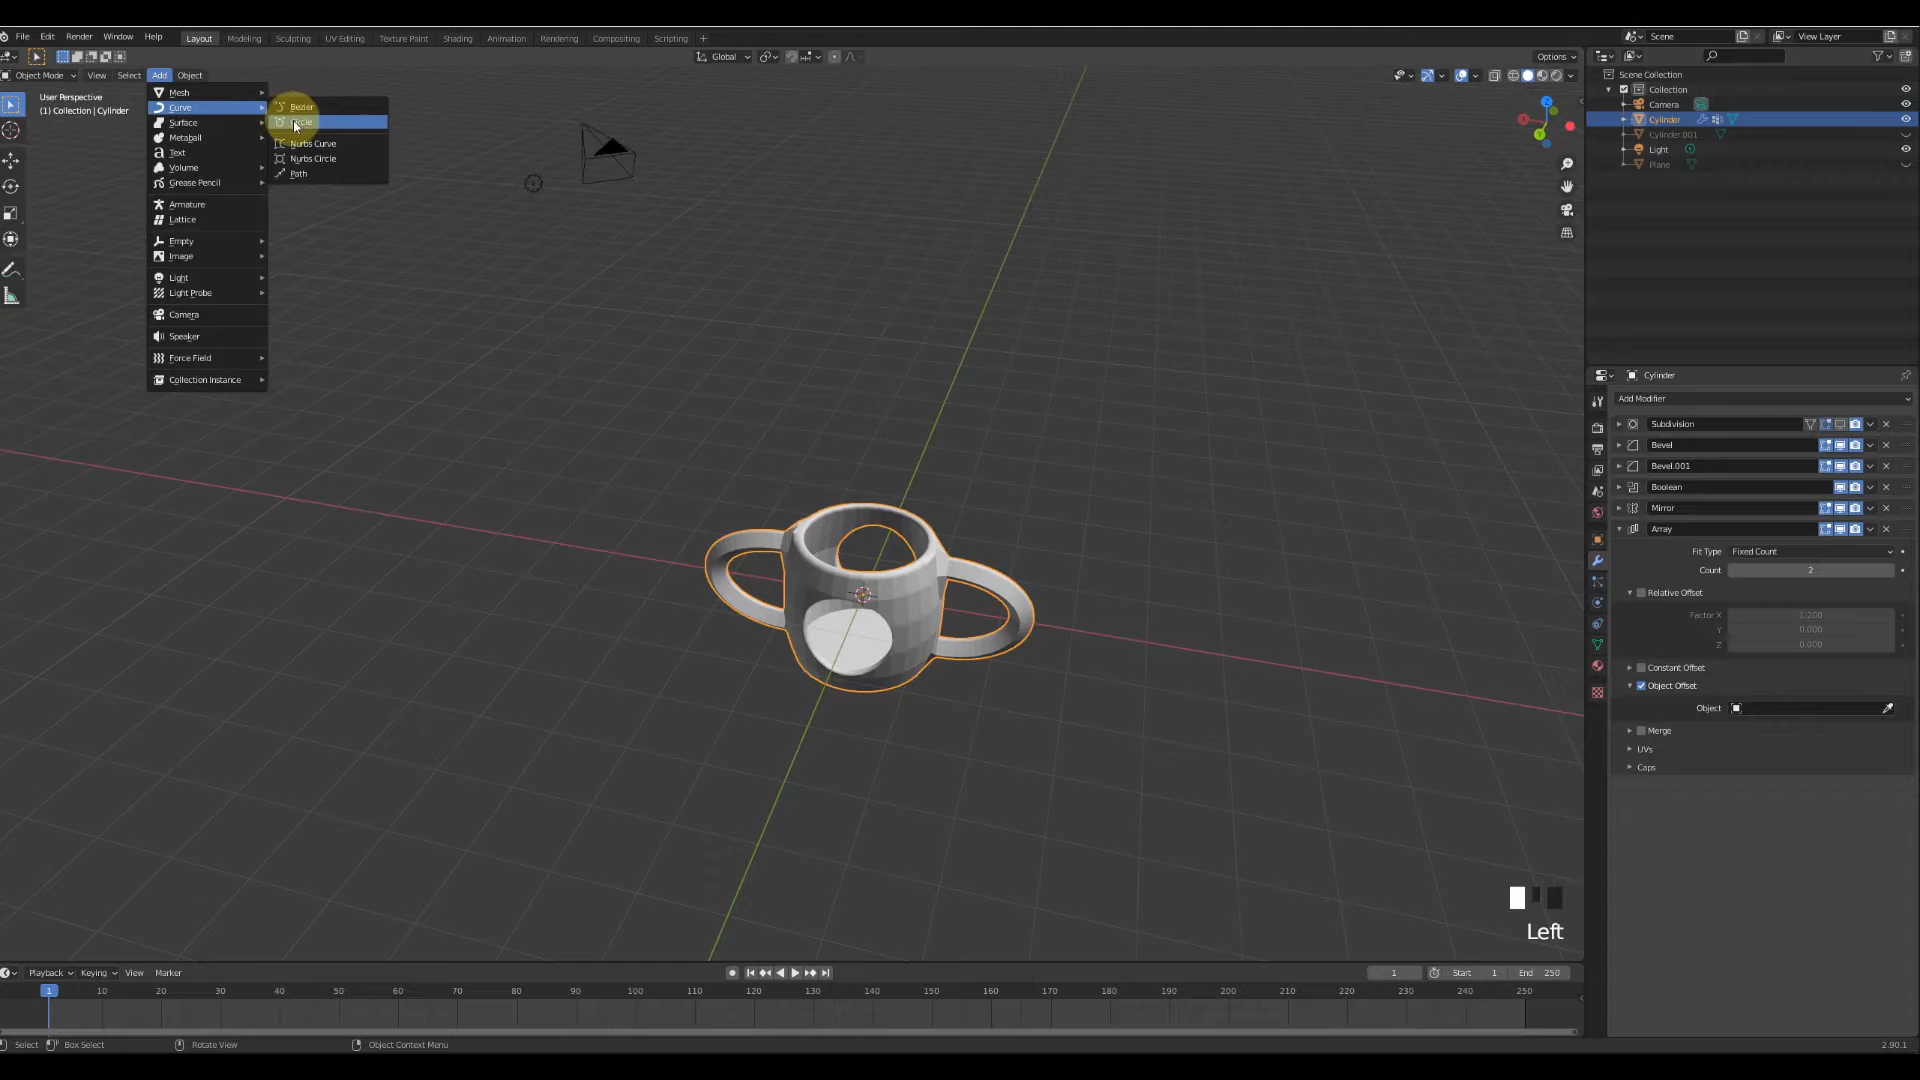 File Edit Render Window Help Layout Modeling Sculpting UV Editing Texture Paint Shading Animation Rendering Compositing Scripting + Scene View Layer
Global Options
Object Mode View Select Add Object
User Perspective
(1) Collection | Cylinder
Mesh
Curve
Surface
Metaball
Text
Volume
Grease Pencil
Armature
Lattice
Empty
Image
Light
Light Probe
Camera
Speaker
Force Field
Collection Instance
Bezier
Circle
Nurbs Curve
Nurbs Circle
Path
X
Y
Z
Scene Collection
Collection
Camera
Cylinder
Cylinder.001
Light
Plane
Cylinder
Add Modifier
Subdivision
Bevel
Bevel.001
Boolean
Mirror
Array
Fit Type Fixed Count
Count 2
Relative Offset
Factor X 1.200
Y 0.000
Z 0.000
Constant Offset
Object Offset
Object
Merge
UVs
Caps
Left
Playback Keying View Marker 1 Start 1 End 250
1 10 20 30 40 50 60 70 80 90 100 110 120 130 140 150 160 170 180 190 200 210 220 230 240 250
Select Box Select Rotate View Object Context Menu 2.90.1